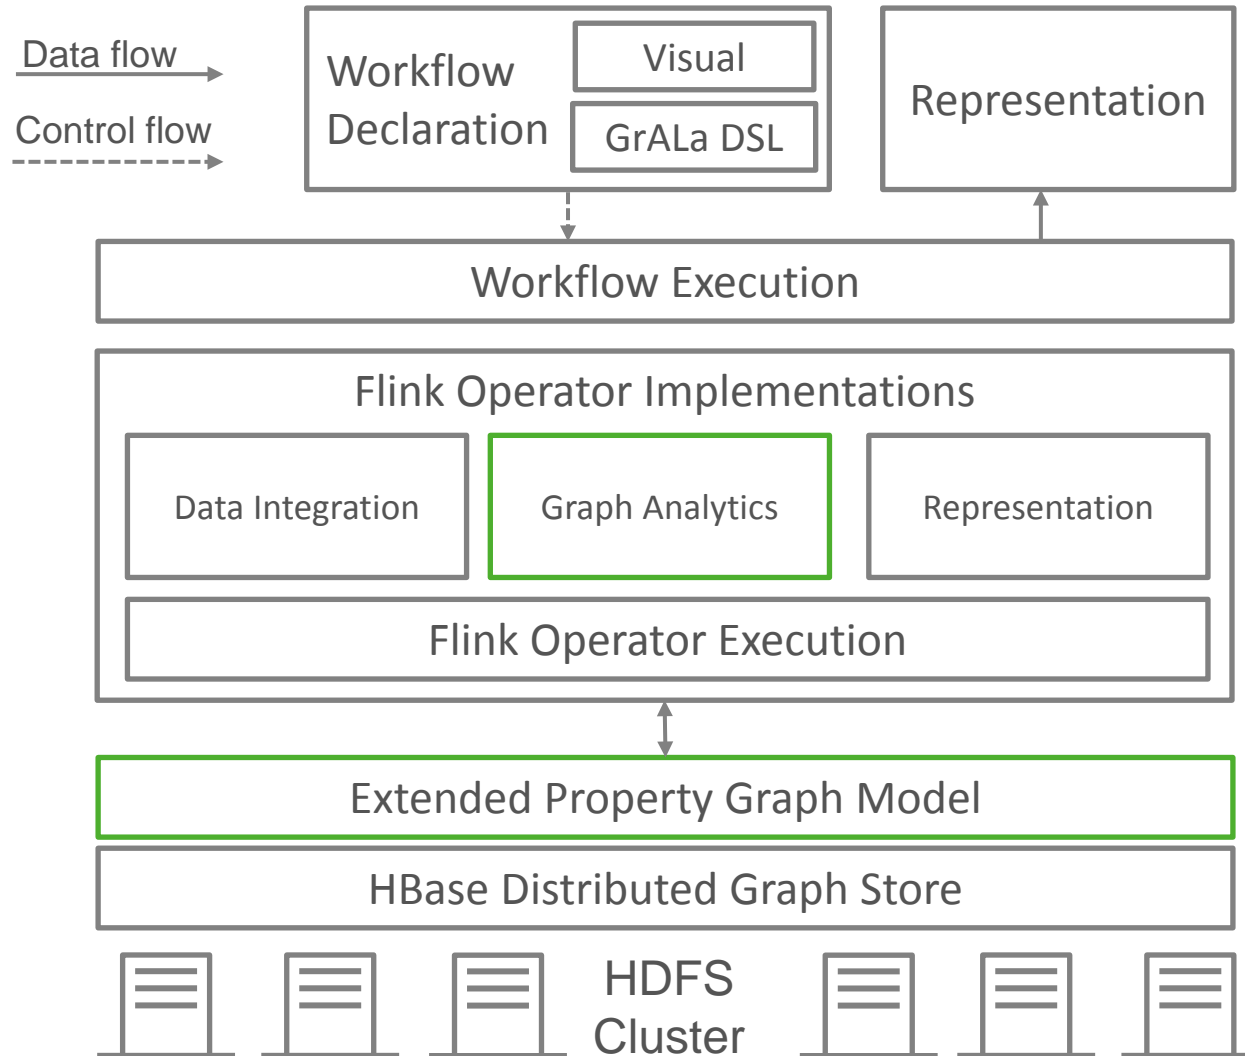 Data flow
Control flow
Workflow
Declaration
Visual
GrALa DSL
Representation
Workflow Execution
Flink Operator Implementations
Data Integration
Graph Analytics
Representation
Flink Operator Execution
Extended Property Graph Model
HBase Distributed Graph Store
HDFS
Cluster